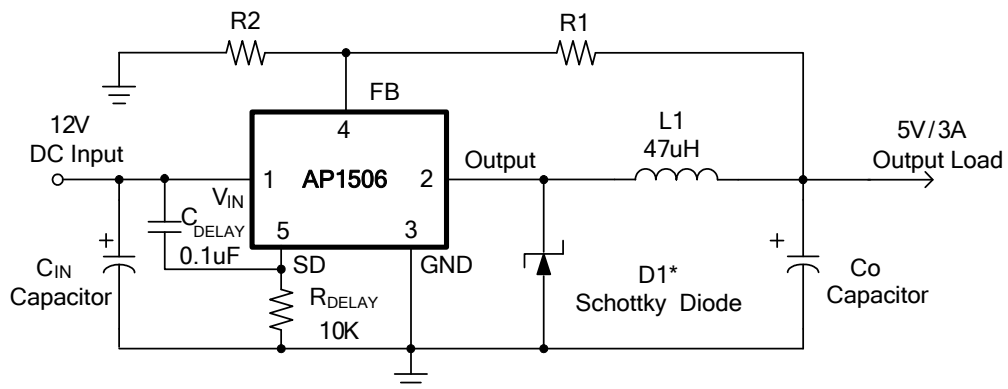 R2
R1
FB
12V
DC Input
4
L1
47uH
5V/3A
Output Load
Output
1
AP1506
2
VIN
CDELAY
0.1uF
5
3
SD
GND
+
CIN
Capacitor
RDELAY
10K
D1*
Schottky Diode
+
Co
Capacitor